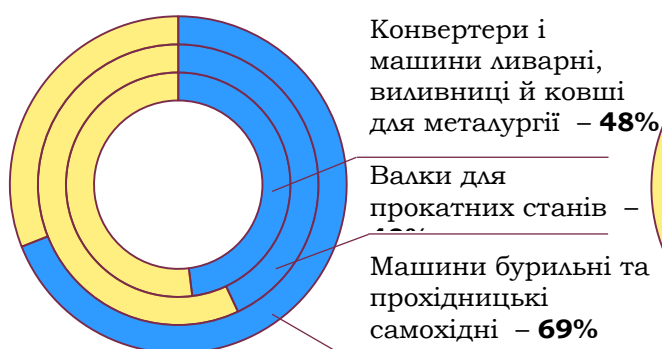 Конвертери і
машини ливарні,
виливниці й ковші
для металургії – 48%
Валки для
прокатних станів –
Машини бурильні та
прохідницькі
самохідні – 69%